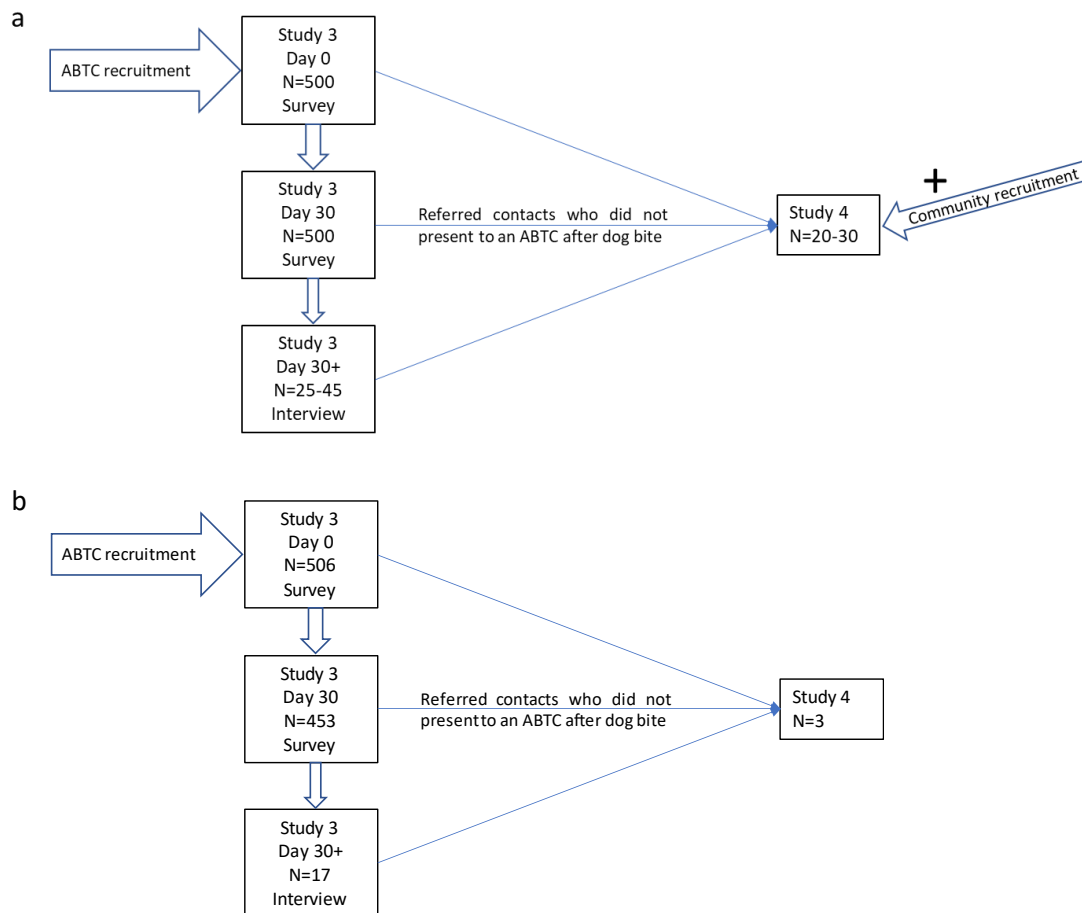 a
ABTC recruitment
Study 3
Day 0
N=500
Survey
Study 3
Day 30
N=500
Survey
Referred contacts who did not
present to an ABTC after dog bite
Study 4
N=20-30
+
Community recruitment
Study 3
Day 30+
N=25-45
Interview
b
ABTC recruitment
Study 3
Day 0
N=506
Survey
Study 3
Day 30
N=453
Survey
Referred contacts who did not
present to an ABTC after dog bite
Study 4
N=3
Study 3
Day 30+
N=17
Interview